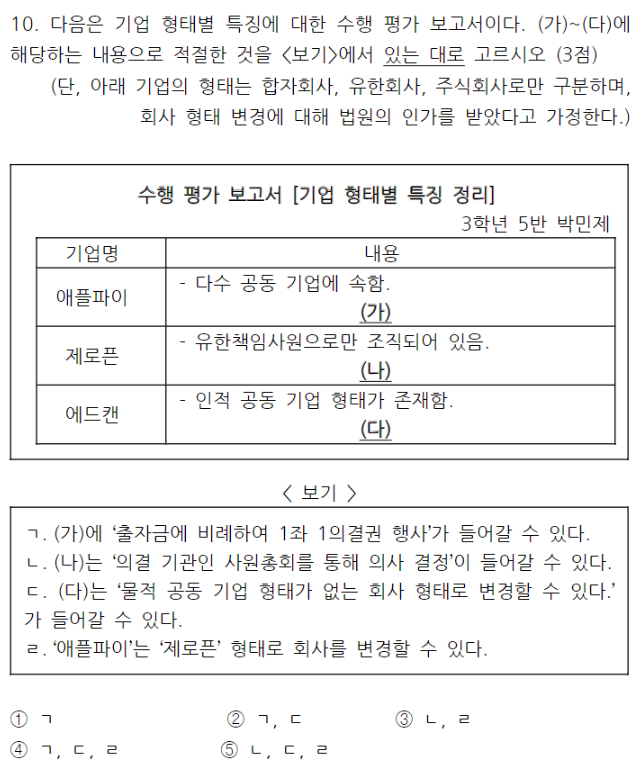 10. 다음은 기업 형태별 특징에 대한 수행 평가 보고서이다. (가)~(다)에
해당하는 내용으로 적절한 것을 <보기>에서 있는 대로 고르시오 (3점)
(단, 아래 기업의 형태는 합자회사, 유한회사, 주식회사로만 구분하며,
회사 형태 변경에 대해 법원의 인가를 받았다고 가정한다.)
수행 평가 보고서 [기업 형태별 특징 정리]
3학년 5반 박민제
기업명 내용
애플파이 - 다수 공동 기업에 속함.
(가)
제로픈 - 유한책임사원으로만 조직되어 있음.
(나)
에드캔 - 인적 공동 기업 형태가 존재함.
(다)
< 보기 >
ㄱ. (가)에 '출자금에 비례하여 1좌 1의결권 행사'가 들어갈 수 있다.
ㄴ. (나)는 '의결 기관인 사원총회를 통해 의사 결정'이 들어갈 수 있다.
ㄷ. (다)는 '물적 공동 기업 형태가 없는 회사 형태로 변경할 수 있다.'
가 들어갈 수 있다.
ㄹ. '애플파이'는 '제로픈' 형태로 회사를 변경할 수 있다.
① ㄱ ② ㄱ, ㄷ ③ ㄴ, ㄹ
④ ㄱ, ㄷ, ㄹ ⑤ ㄴ, ㄷ, ㄹ